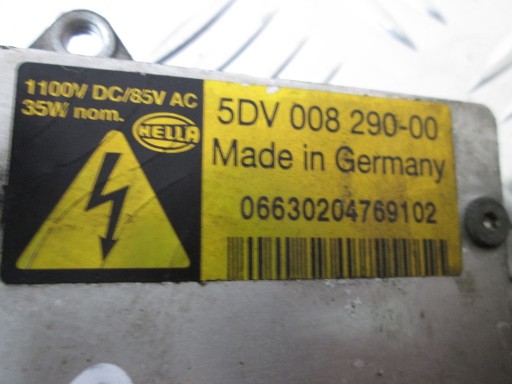 1100V DC/85V AC
35W nom.
HELLA
5DV 008 290-00
Made in Germany
06630204769102